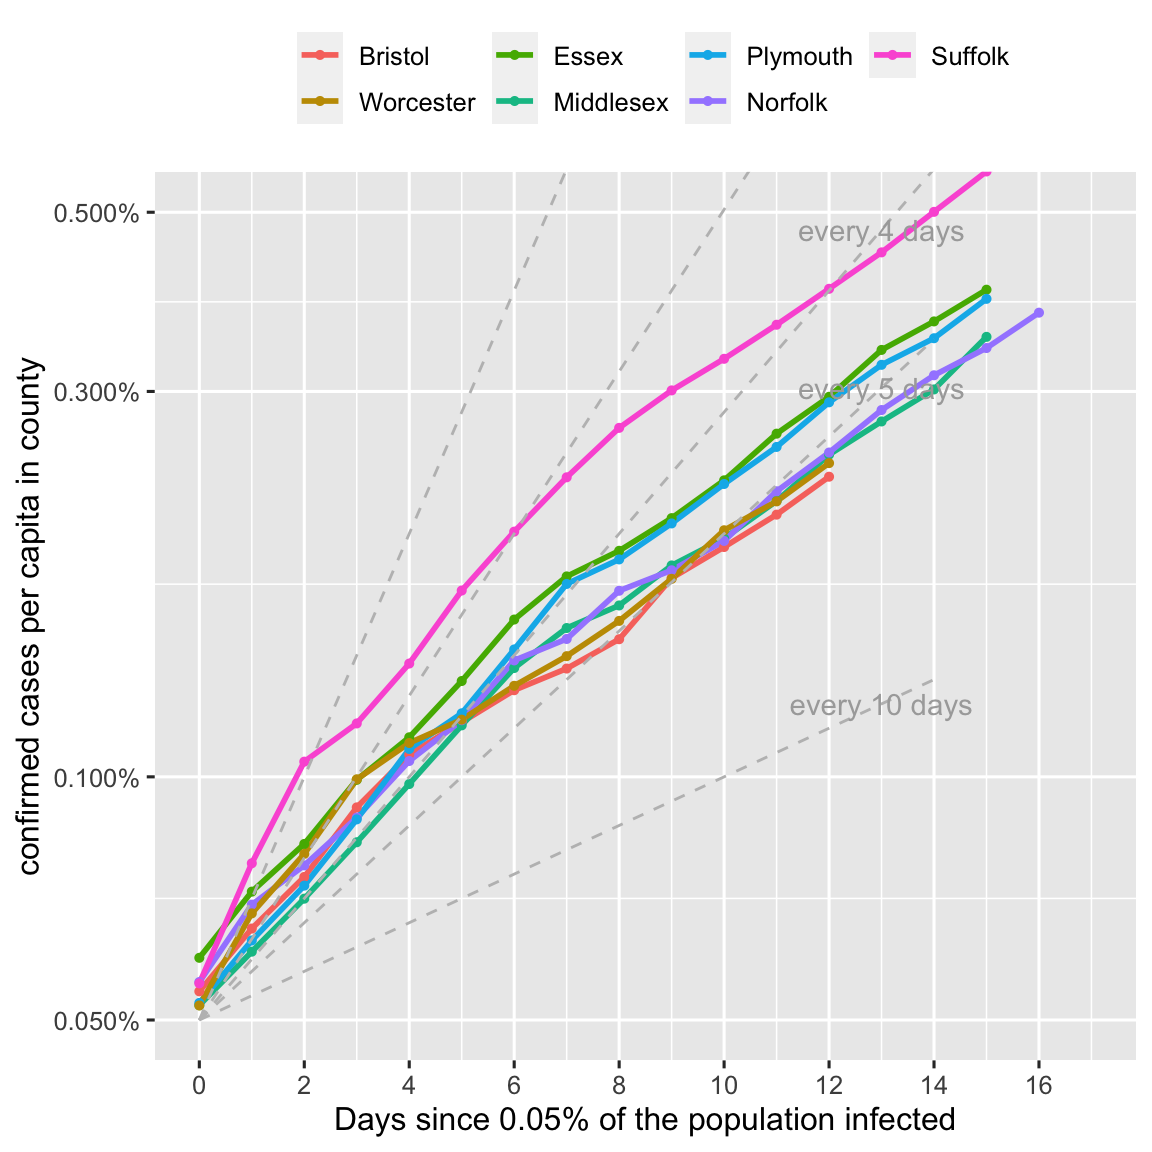 Bristol Essex Plymouth Suffolk
Worcester Middlesex Norfolk
0.500%
every 4 days
0.300%
every 5 days
every 10 days
0.100%
0.050%
confirmed cases per capita in county
0 2 4 6 8 10 12 14 16
Days since 0.05% of the population infected